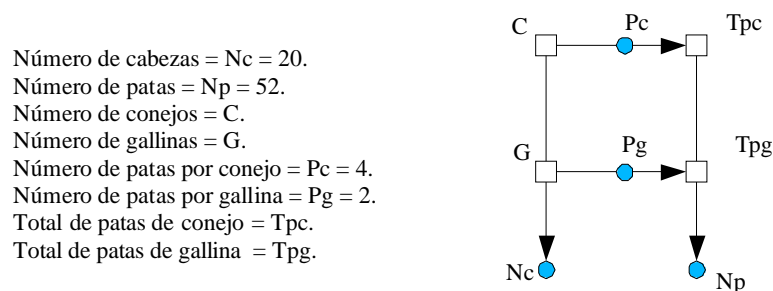 Número de cabezas = Nc = 20.
Número de patas = Np = 52.
Número de conejos = C.
Número de gallinas = G.
Número de patas por conejo = Pc = 4.
Número de patas por gallina = Pg = 2.
Total de patas de conejo = Tpc.
Total de patas de gallina = Tpg.
C Pc Tpc
G Pg Tpg
Nc Np